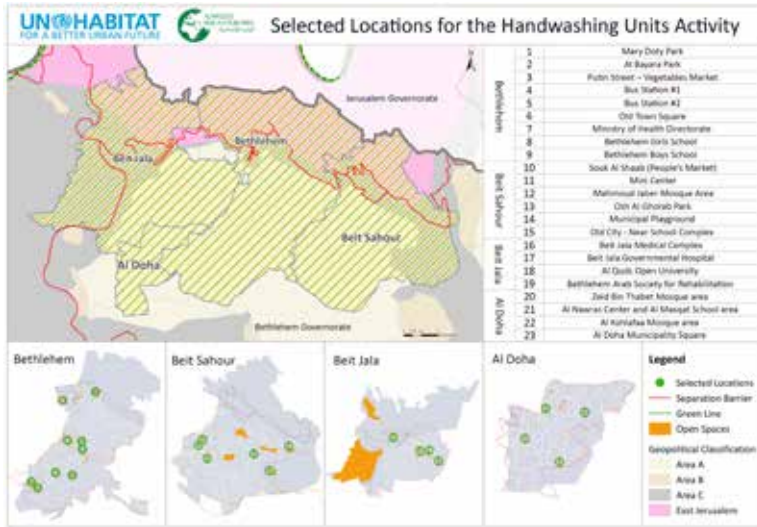 UN HABITAT
FOR A BETTER URBAN FUTURE
Selected Locations for the Handwashing Units Activity
Jerusalem Governorate
Bethlehem
Beit Jala
Beit Sahour
Al Doha
Bethlehem Governorate
Bethlehem
1 Mary Doty Park
2 Al Bayara Park
3 Putin Street – Vegetables Market
4 Bus Station #1
5 Bus Station #2
6 Old Town Square
7 Ministry of Health Directorate
8 Bethlehem Girls School
9 Bethlehem Boys School
Beit Sahour
10 Souk Al Shaab (People's Market)
11 Mini Center
12 Mahmoud Jaber Mosque Area
13 Osh Al Ghorab Park
14 Municipal Playground
15 Old City - Near School Complex
Beit Jala
16 Beit Jala Medical Complex
17 Beit Jala Governmental Hospital
18 Al Quds Open University
19 Bethlehem Arab Society for Rehabilitation
Al Doha
20 Zeid Bin Thabet Mosque area
21 Al Nawras Center and Al Masqat School area
22 Al Kohlafaa Mosque area
23 Al Doha Municipality Square
Bethlehem
Beit Sahour
Beit Jala
Al Doha
Legend
Selected Locations
Separation Barrier
Green Line
Open Spaces
Geopolitical Classification
Area A
Area B
Area C
East Jerusalem